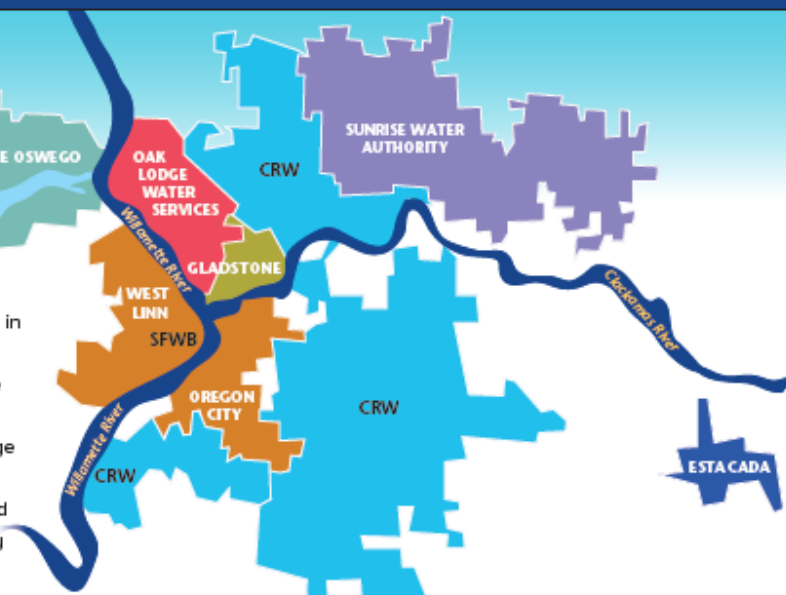 E OSWEGO
OAK
LODGE
WATER
SERVICES
CRW
SUNRISE WATER
AUTHORITY
Willamette River
GLADSTONE
WEST
LINN
SFWB
Clackamas River
in
OREGON
CITY
CRW
ge
Willamette River
CRW
ESTACADA
d
y